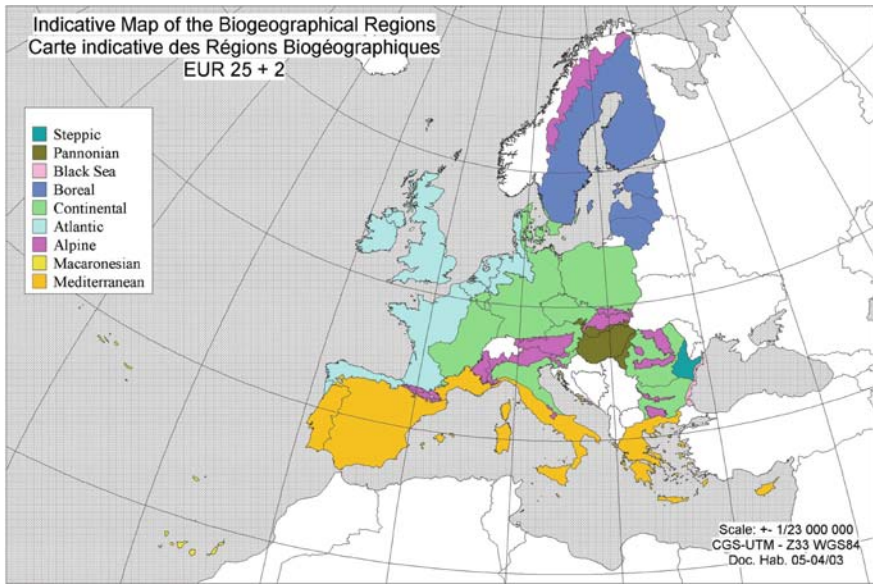 Indicative Map of the Biogeographical Regions
Carte indicative des Régions Biogéographiques
EUR 25 + 2
Steppic
Pannonian
Black Sea
Boreal
Continental
Atlantic
Alpine
Macaronesian
Mediterranean
Scale: +- 1/23 000 000
CGS-UTM - Z33 WGS84
Doc. Hab. 05-04/03